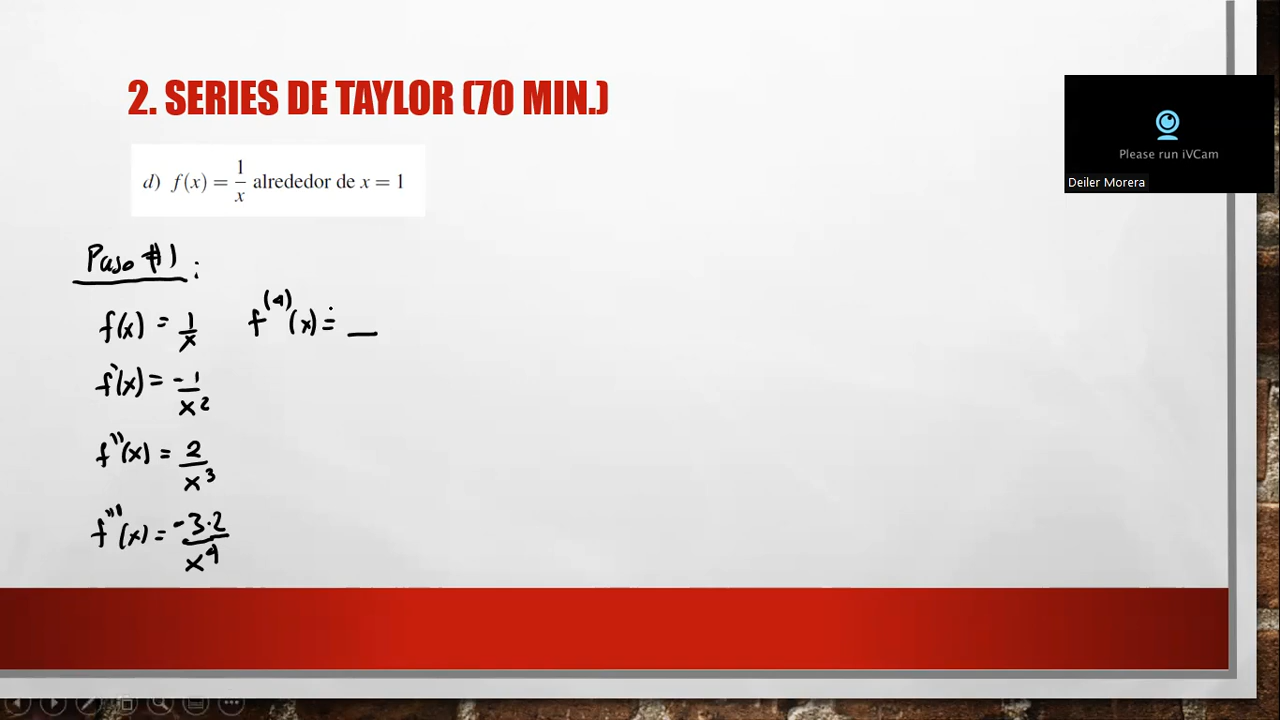 2. SERIES DE TAYLOR (70 MIN.)
d) f(x) = 1/x alrededor de x = 1
Please run iVCam
Deiler Morera
Paso #1:
f(x) = 1/x
f'(x) = -1/x²
f''(x) = 2/x³
f'''(x) = -3·2/x⁴
f⁽⁴⁾(x) =